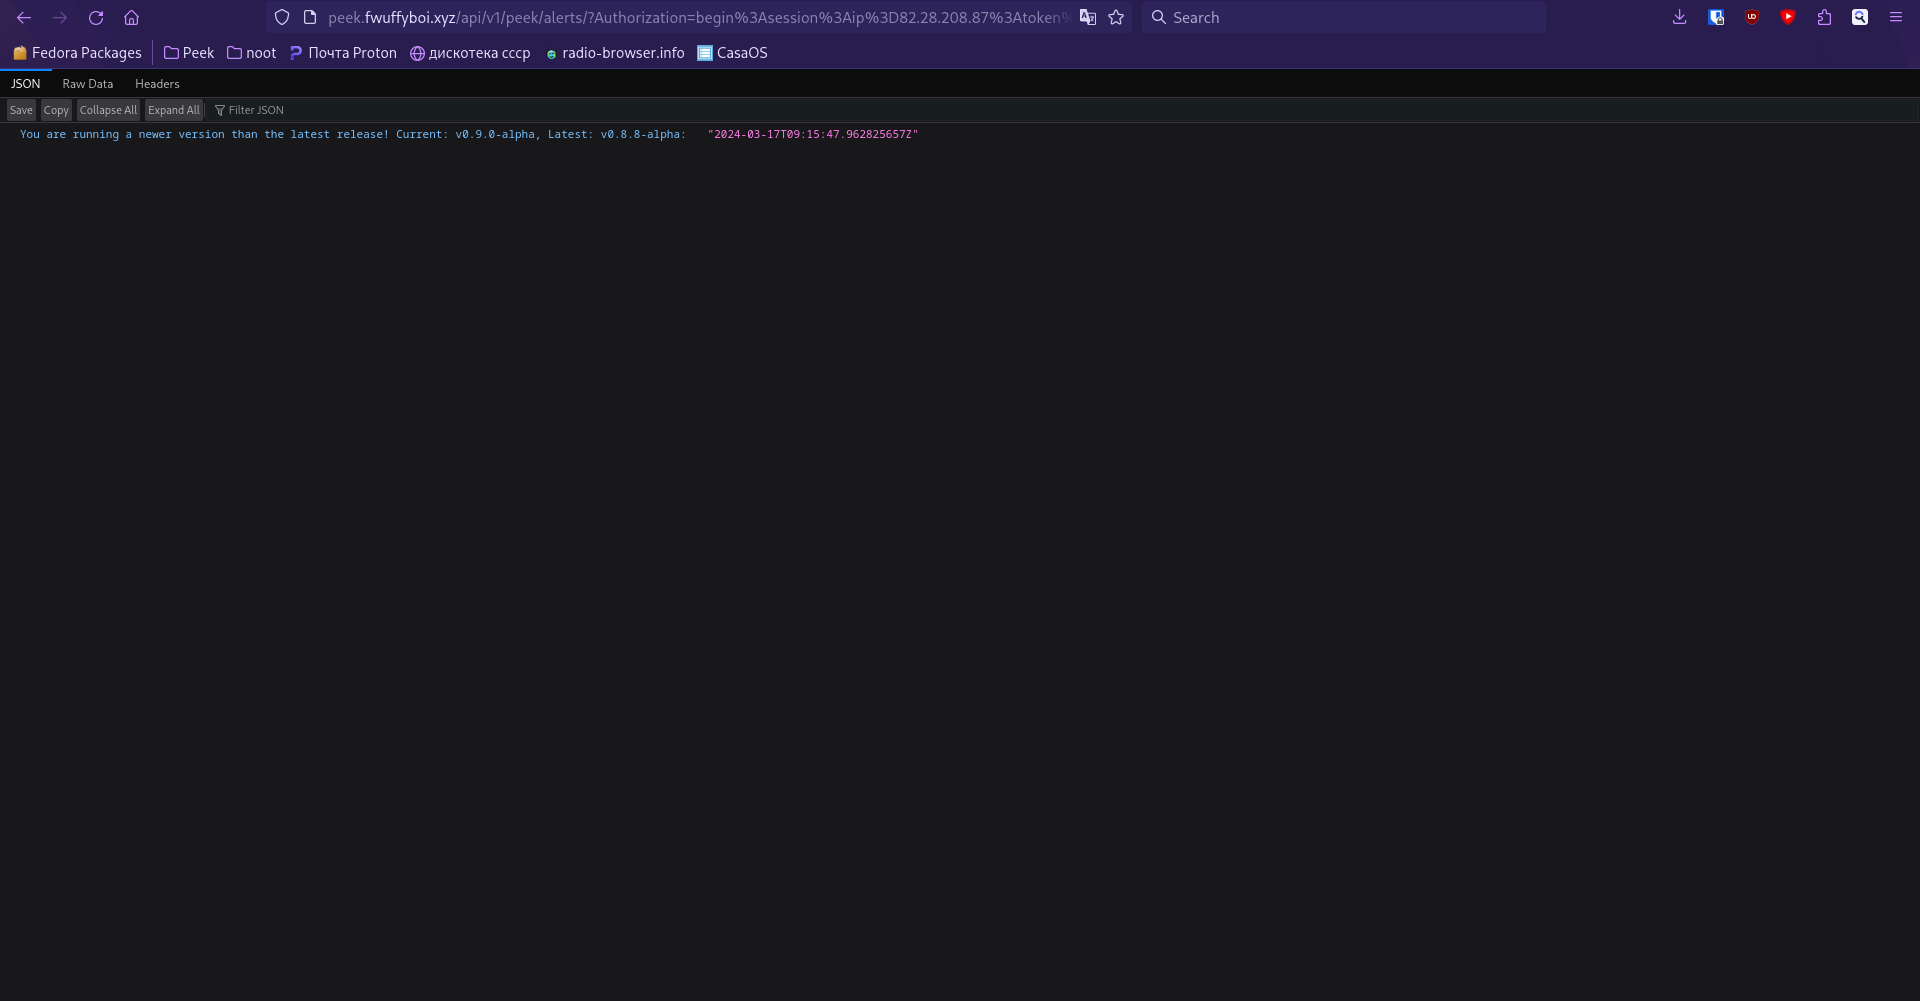 peek.fwuffyboi.xyz/api/v1/peek/alerts/?Authorization=begin%3Asession%3Aip%3D82.28.208.87%3Atoken%
Search
Fedora Packages Peek noot Почта Proton дискотека ссср radio-browser.info CasaOS
JSON Raw Data Headers
Save Copy Collapse All Expand All Filter JSON
You are running a newer version than the latest release! Current: v0.9.0-alpha, Latest: v0.8.8-alpha: "2024-03-17T09:15:47.962825657Z"